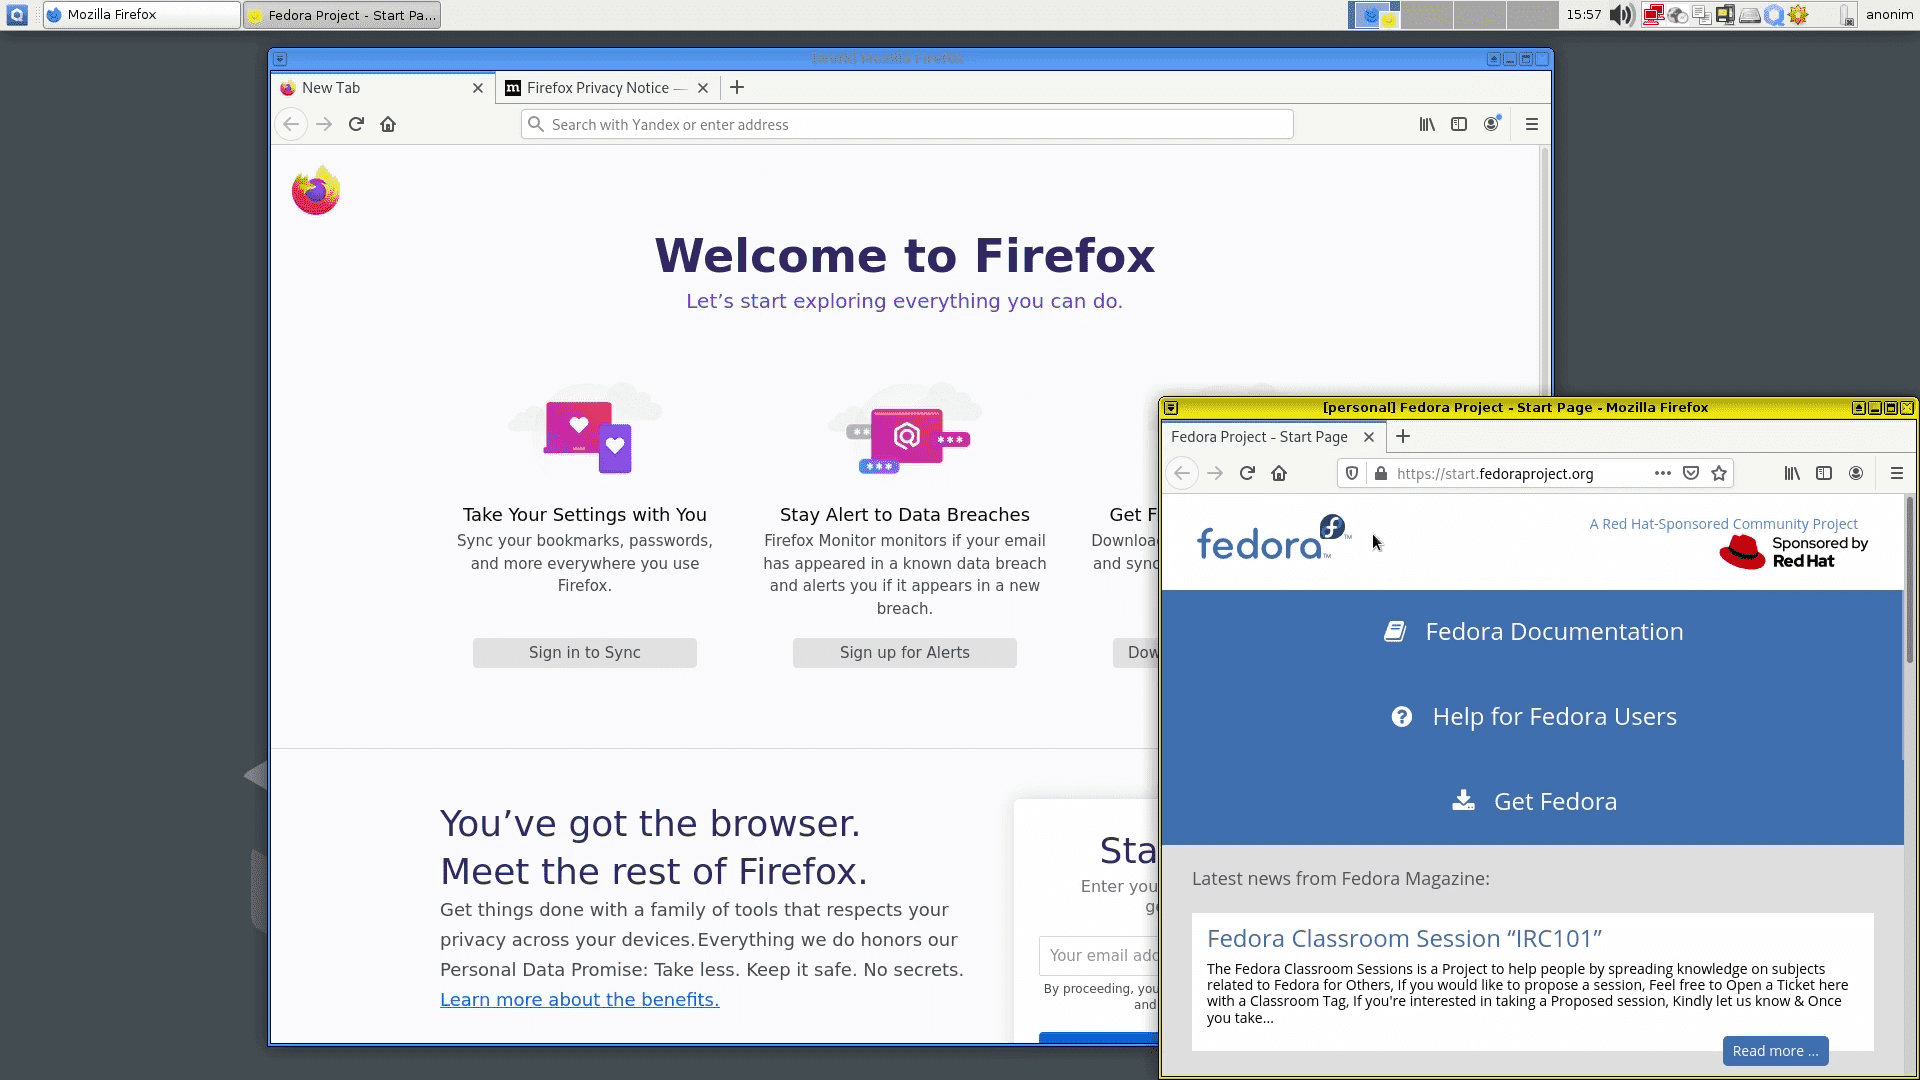 Mozilla Firefox
Fedora Project - Start Pa...
15:57
anonim
New Tab
Firefox Privacy Notice —
Search with Yandex or enter address
Welcome to Firefox
Let’s start exploring everything you can do.
Take Your Settings with You
Sync your bookmarks, passwords,
and more everywhere you use
Firefox.
Sign in to Sync
Stay Alert to Data Breaches
Firefox Monitor monitors if your email
has appeared in a known data breach
and alerts you if it appears in a new
breach.
Sign up for Alerts
Get F
Downloa
and sync
Dow
You’ve got the browser.
Meet the rest of Firefox.
Get things done with a family of tools that respects your
privacy across your devices.Everything we do honors our
Personal Data Promise: Take less. Keep it safe. No secrets.
Learn more about the benefits.
Sta
Enter you
Your email add
By proceeding, you
and
[personal] Fedora Project - Start Page - Mozilla Firefox
Fedora Project - Start Page
https://start.fedoraproject.org
fedora
A Red Hat-Sponsored Community Project
Sponsored by
Red Hat
Fedora Documentation
Help for Fedora Users
Get Fedora
Latest news from Fedora Magazine:
Fedora Classroom Session “IRC101”
The Fedora Classroom Sessions is a Project to help people by spreading knowledge on subjects
related to Fedora for Others, If you would like to propose a session, Feel free to Open a Ticket here
with a Classroom Tag, If you're interested in taking a Proposed session, Kindly let us know & Once
you take...
Read more ...